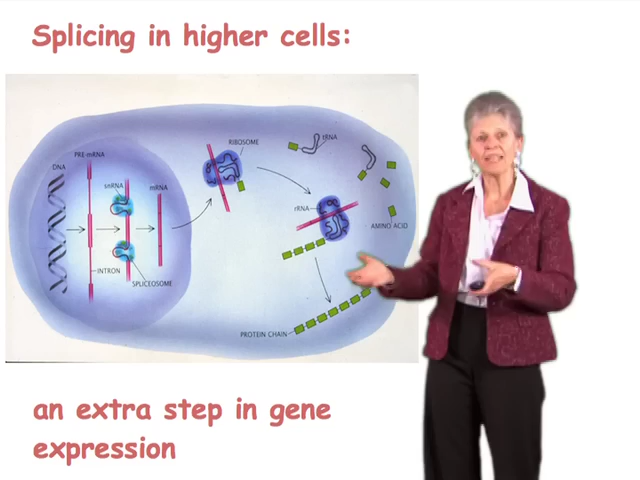 Splicing in higher cells:
DNA
PRE-mRNA
snRNA
mRNA
INTRON
SPLICEOSOME
RIBOSOME
tRNA
rRNA
AMINO ACID
PROTEIN CHAIN
an extra step in gene
expression